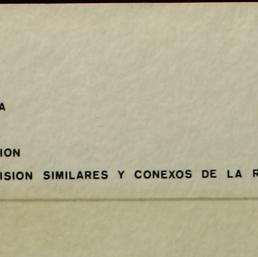 A
ION
ISION SIMILARES Y CONEXOS DE LA R